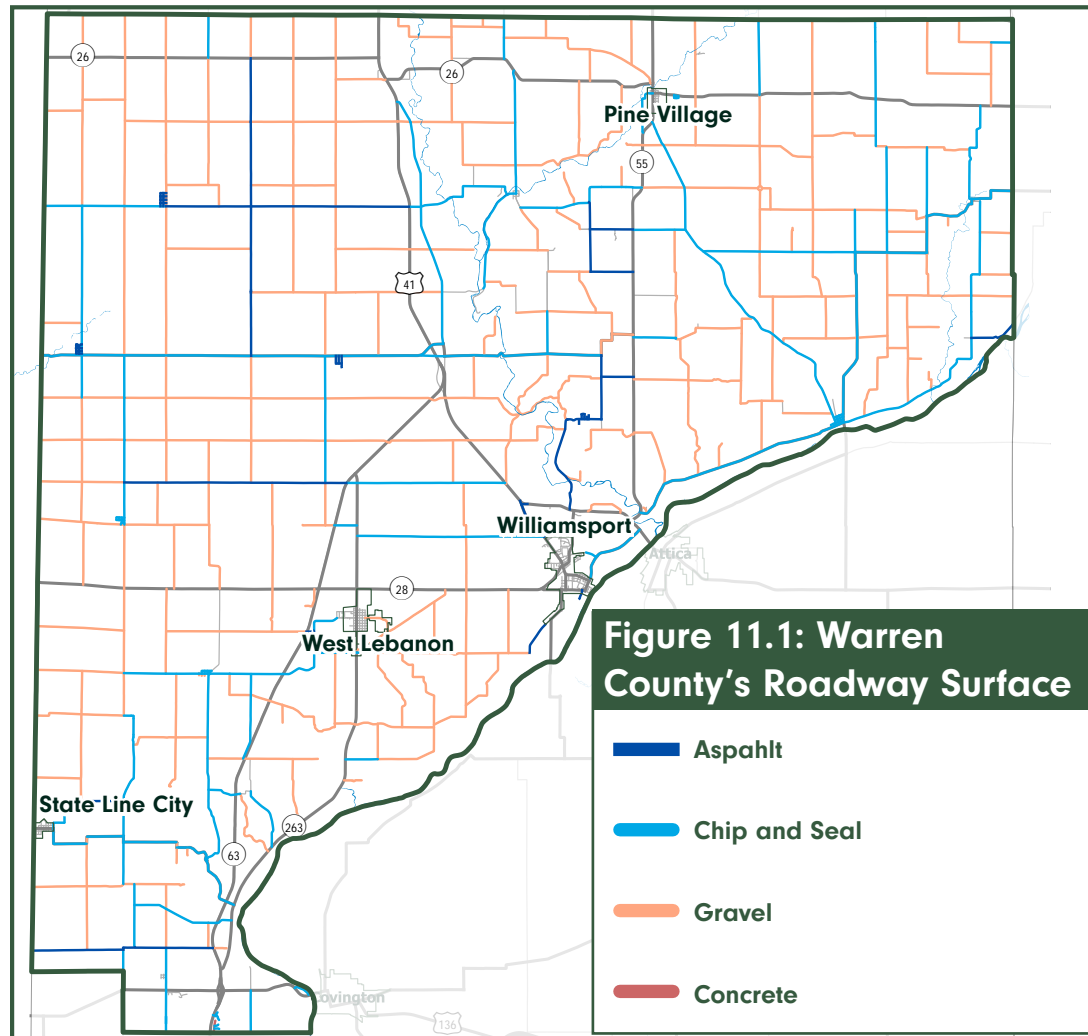 26
26
Pine Village
55
41
Williamsport
Attica
28
West Lebanon
Figure 11.1: Warren
County's Roadway Surface
Aspahlt
State Line City
Chip and Seal
263
63
Gravel
Covington
Concrete
136